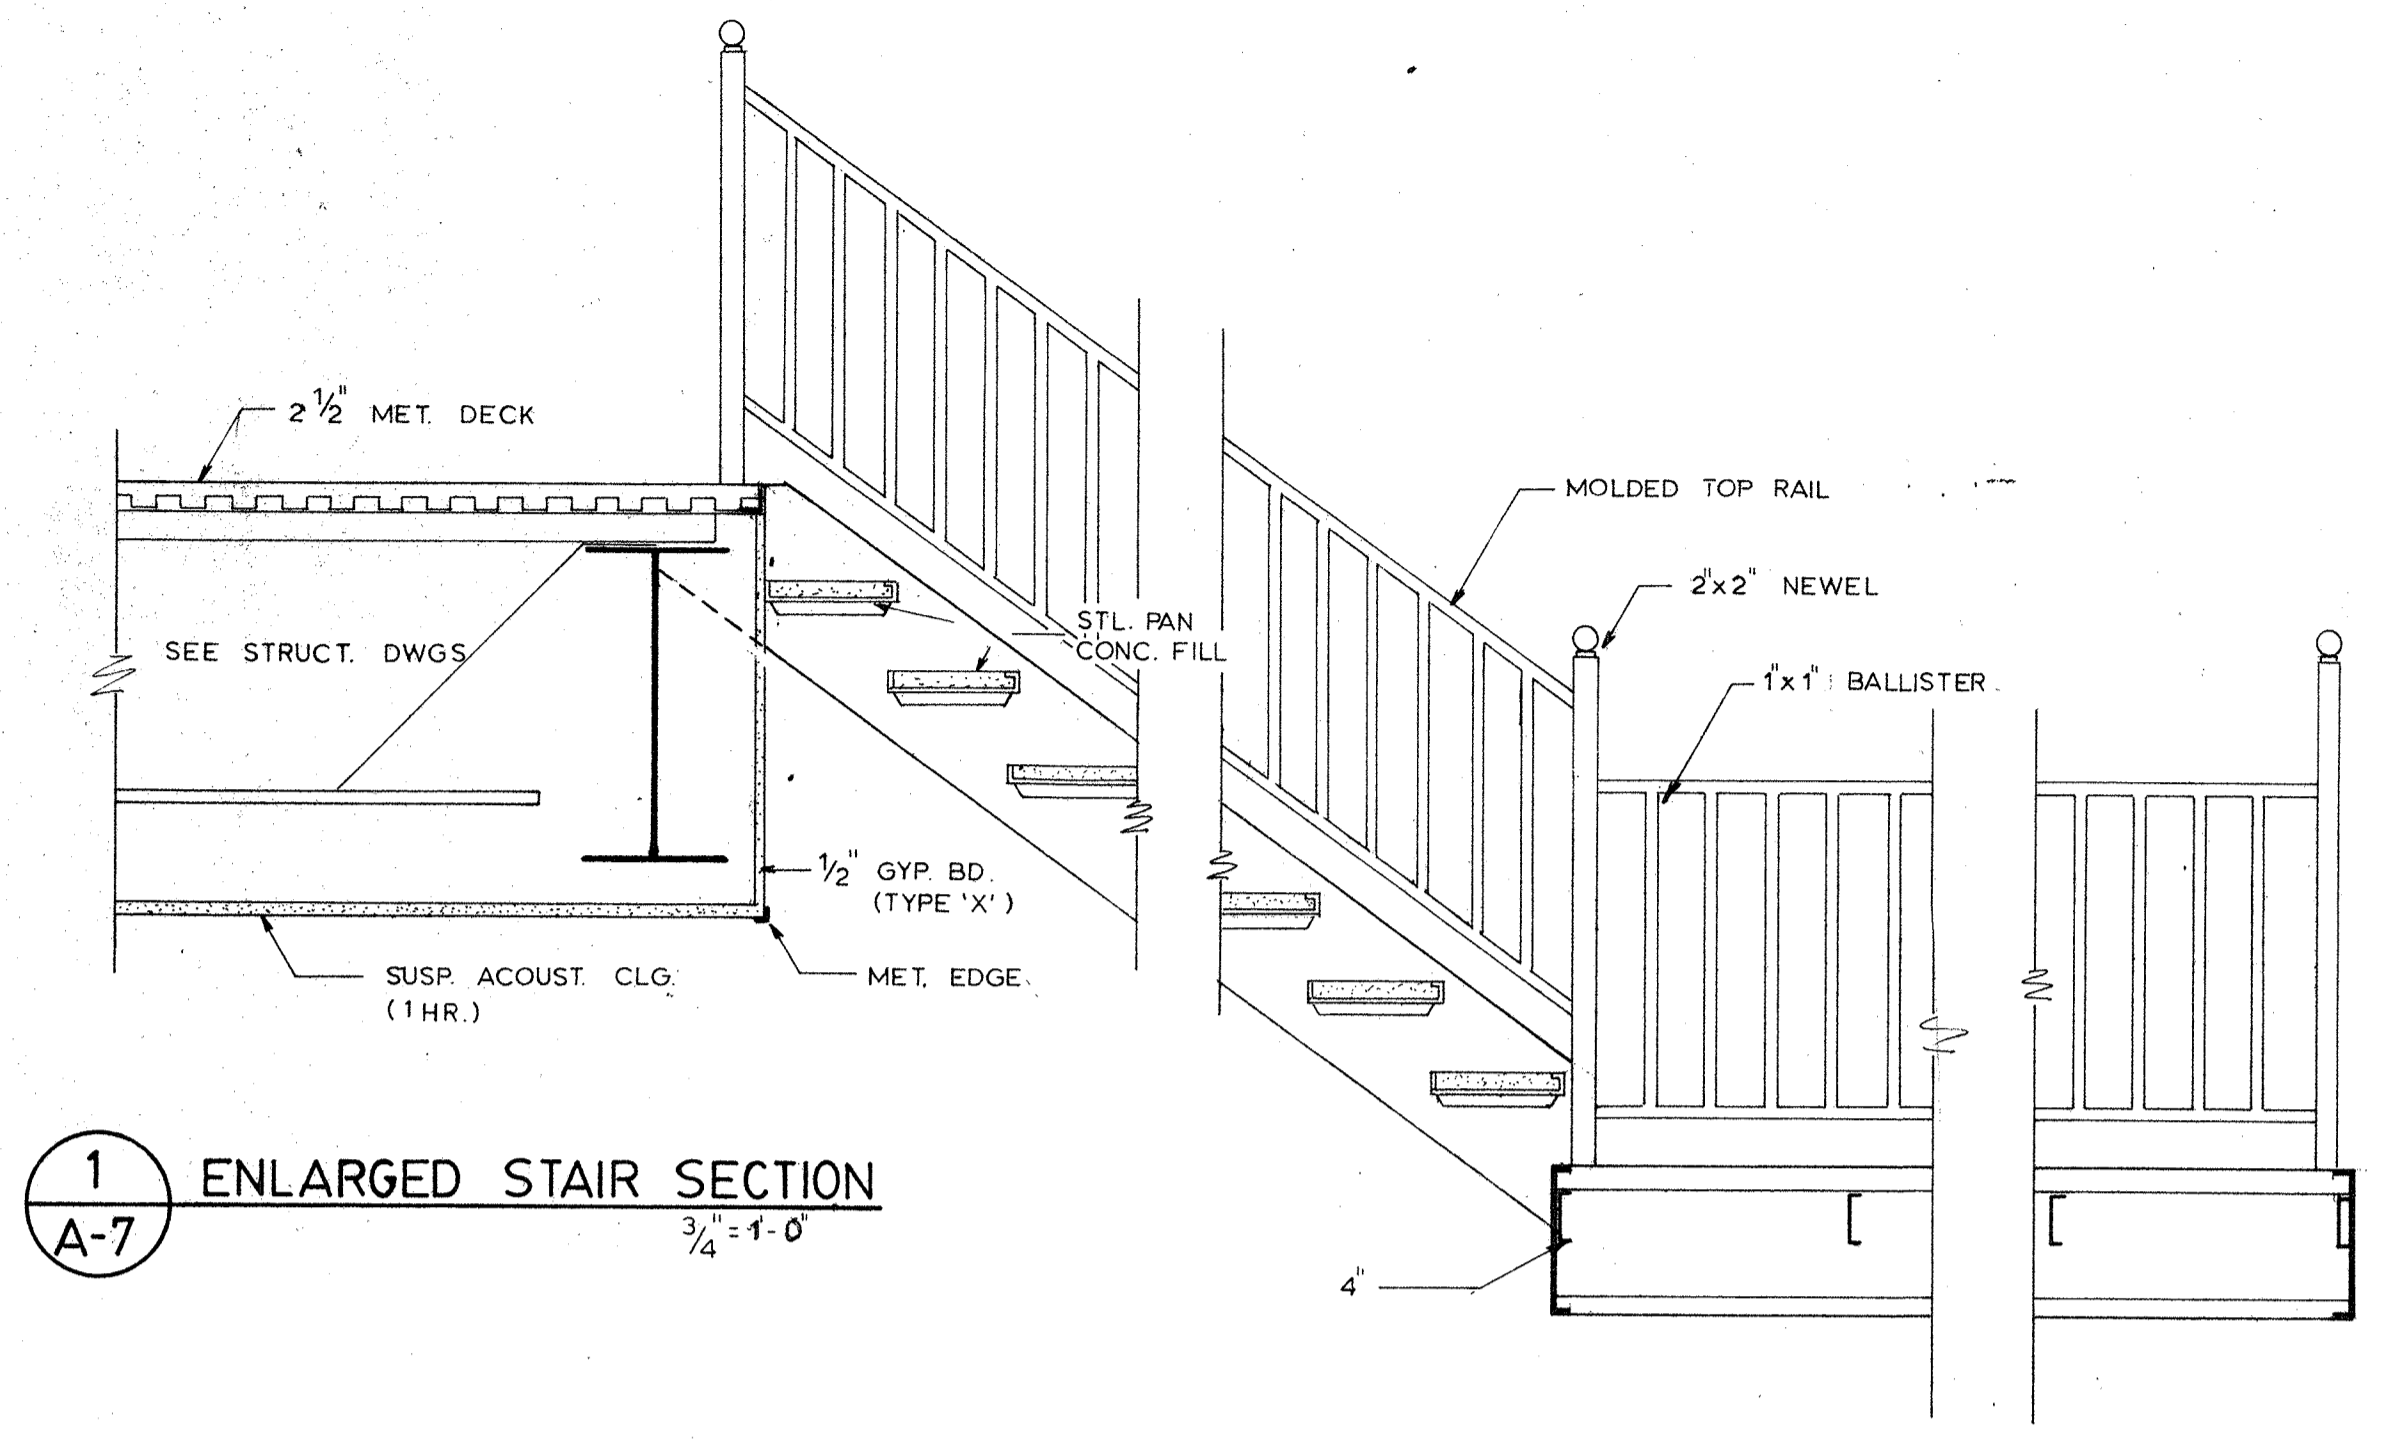 2 1/2" MET. DECK
MOLDED TOP RAIL
2"x2" NEWEL
STL. PAN
CONC. FILL
SEE STRUCT. DWGS
1"x1" BALLISTER
1/2" GYP. BD.
(TYPE 'X')
SUSP. ACOUST. CLG.
(1 HR.)
MET. EDGE
1
A-7
ENLARGED STAIR SECTION
3/4" = 1'-0"
4"